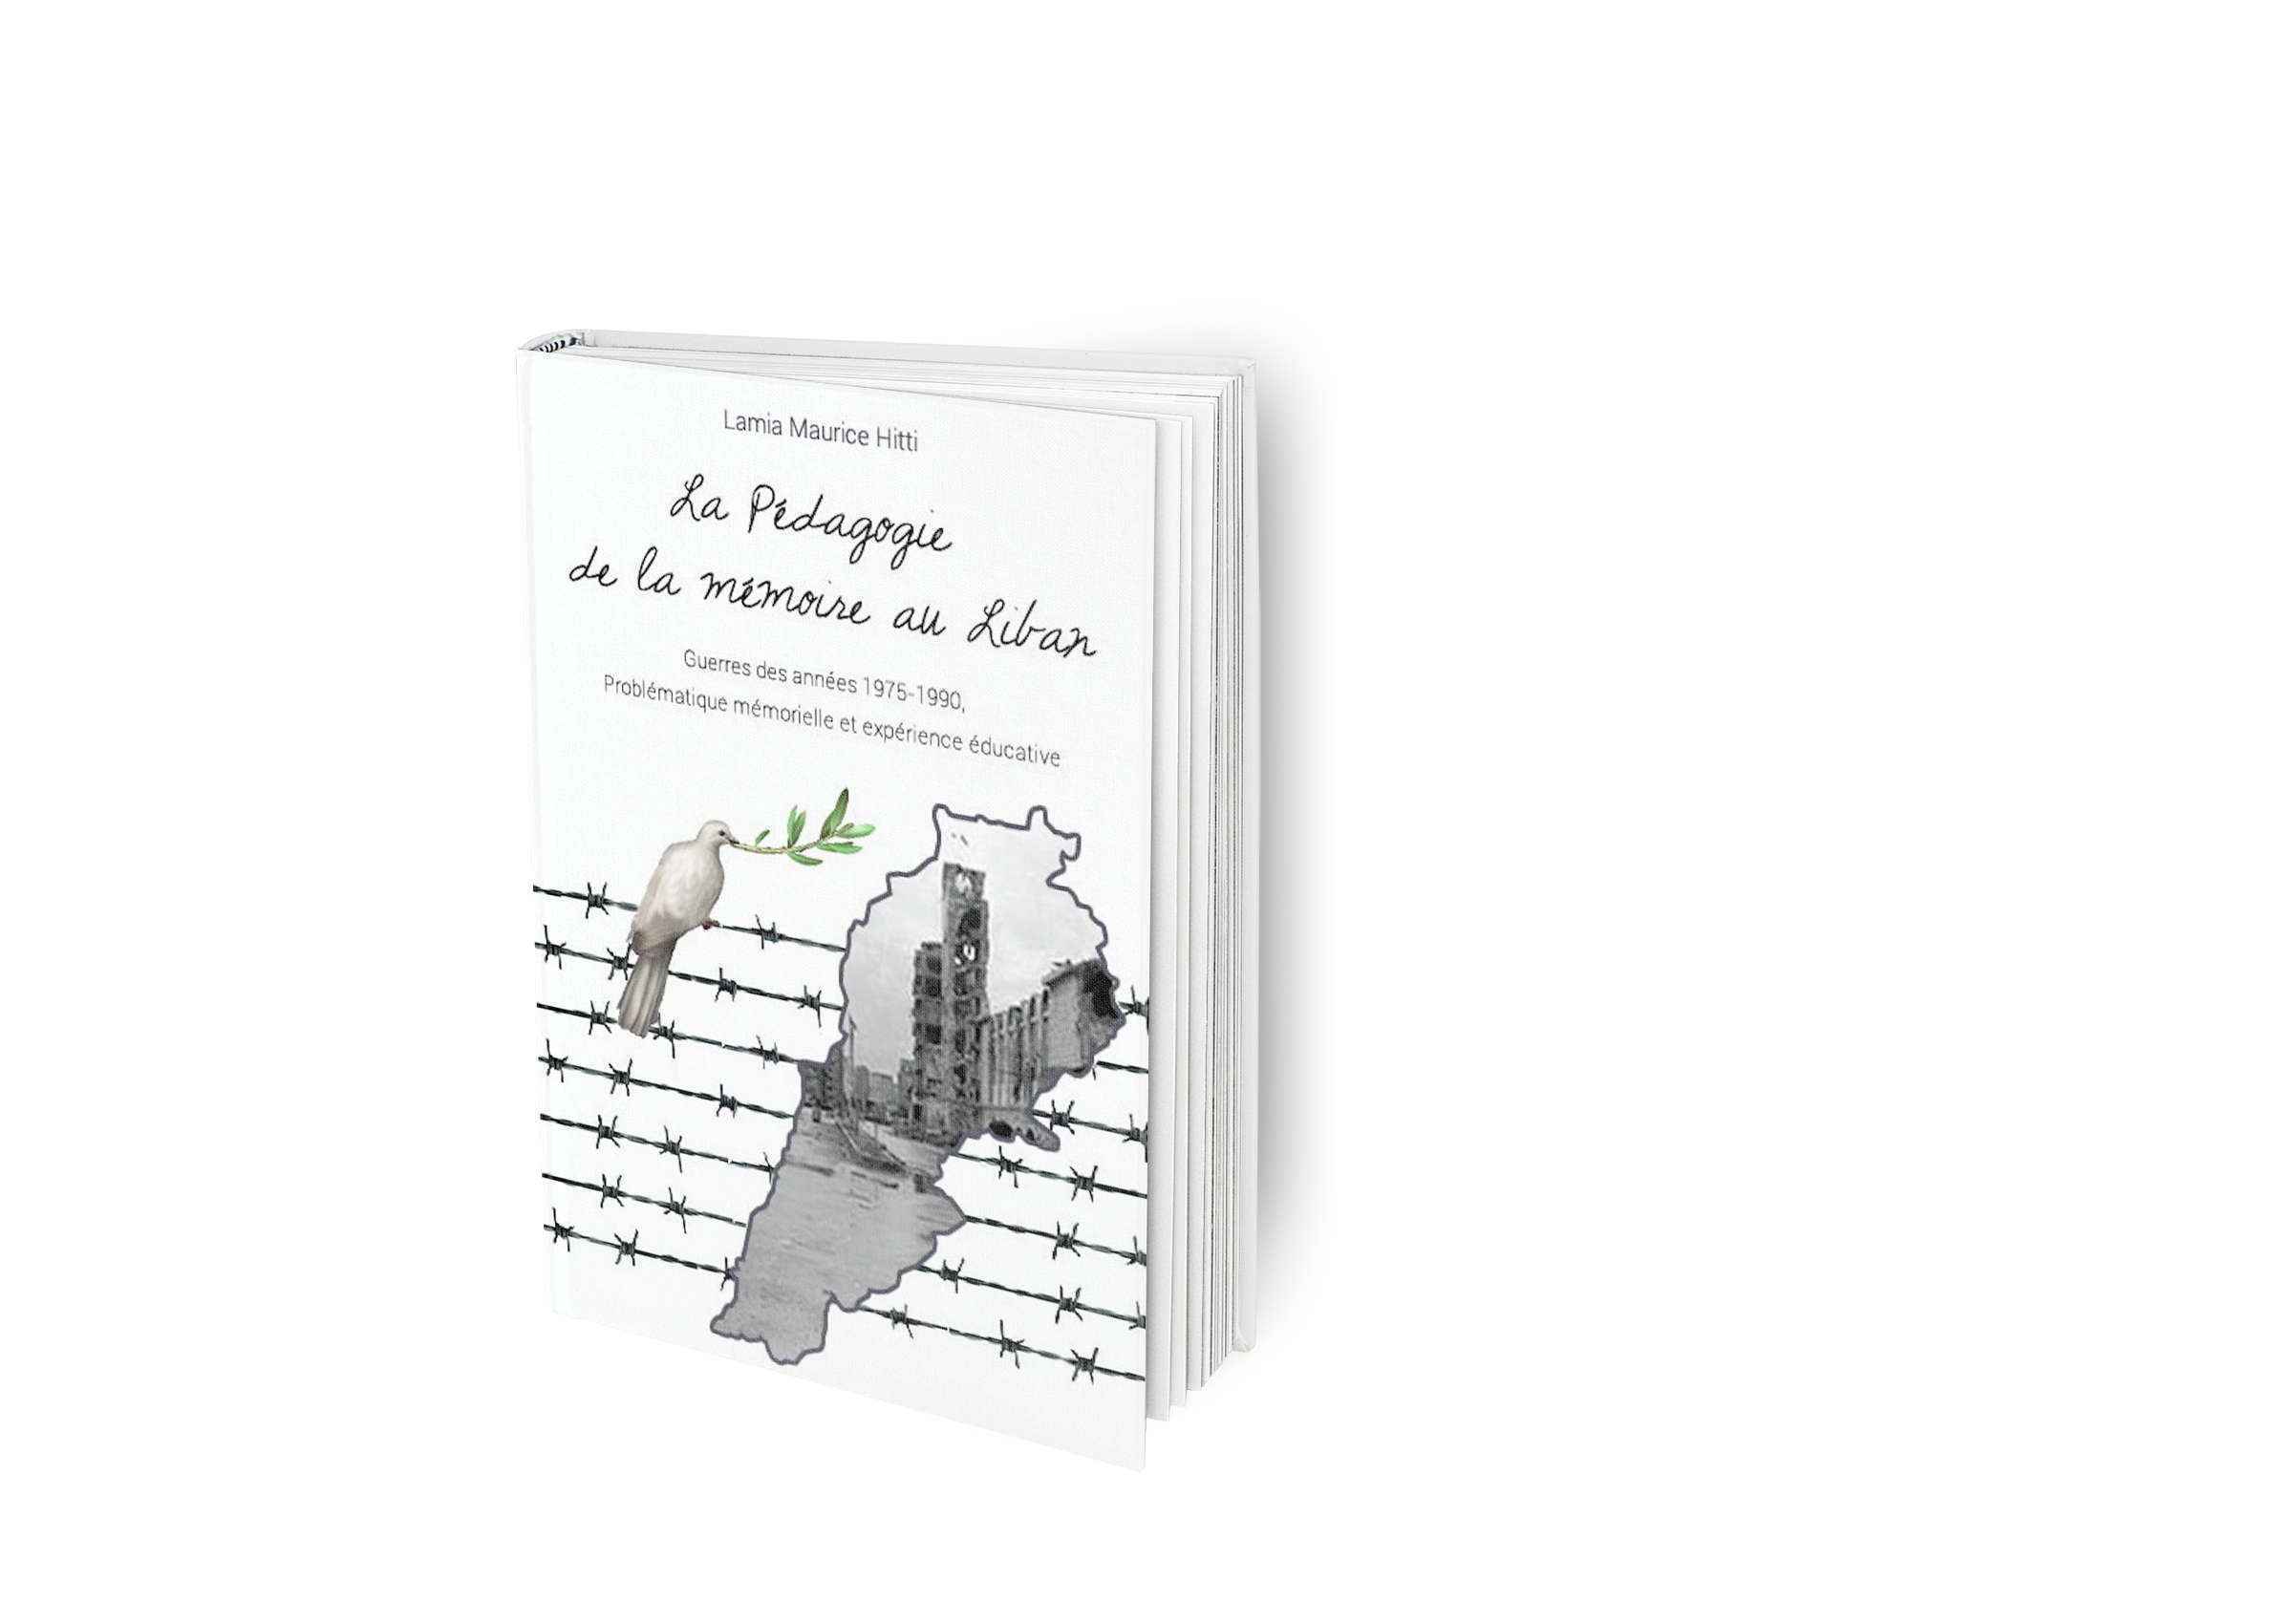 Lamia Maurice Hitti
La Pédagogie
de la mémoire au Liban
Guerres des années 1975-1990,
Problématique mémorielle et expérience éducative